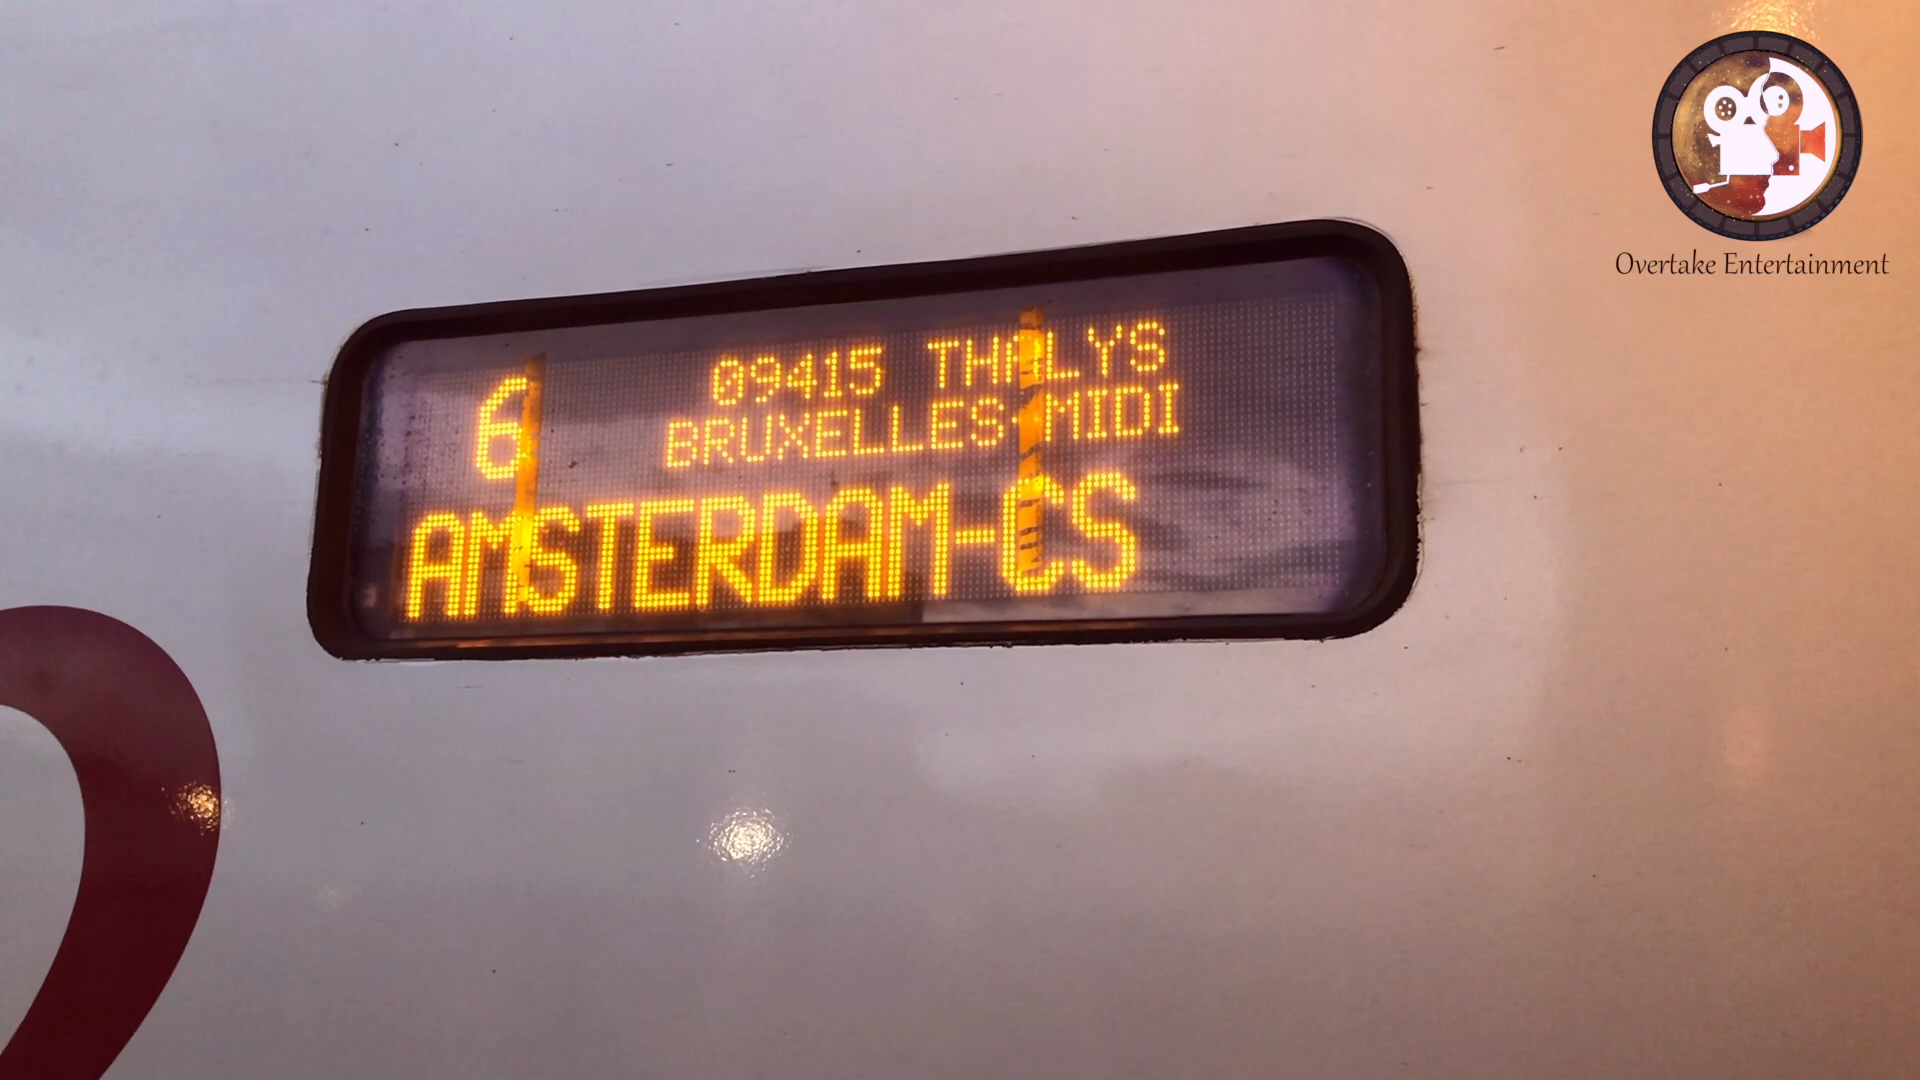 Overtake Entertainment
6
09415 THALYS
BRUXELLES-MIDI
AMSTERDAM-CS